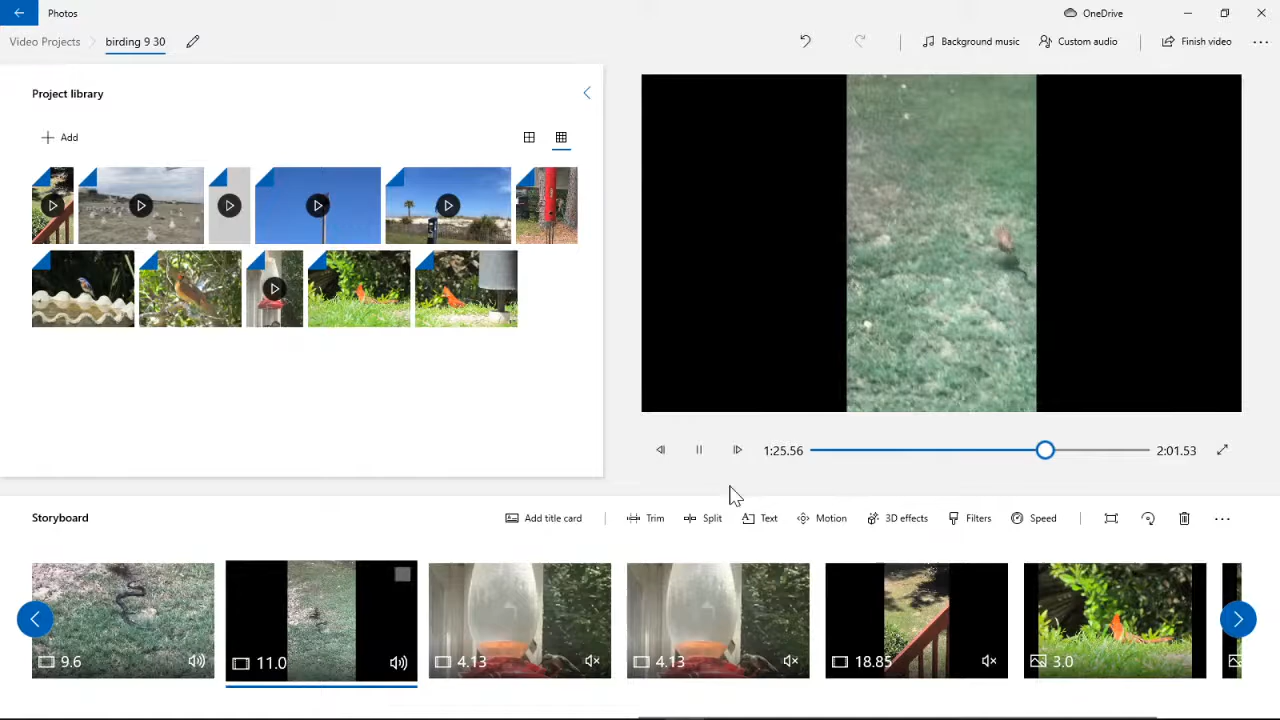 Photos
OneDrive
Video Projects
birding 9 30
Background music
Custom audio
Finish video
Project library
Add
1:25.56
2:01.53
Storyboard
Add title card
Trim
Split
Text
Motion
3D effects
Filters
Speed
9.6
11.0
4.13
4.13
18.85
3.0